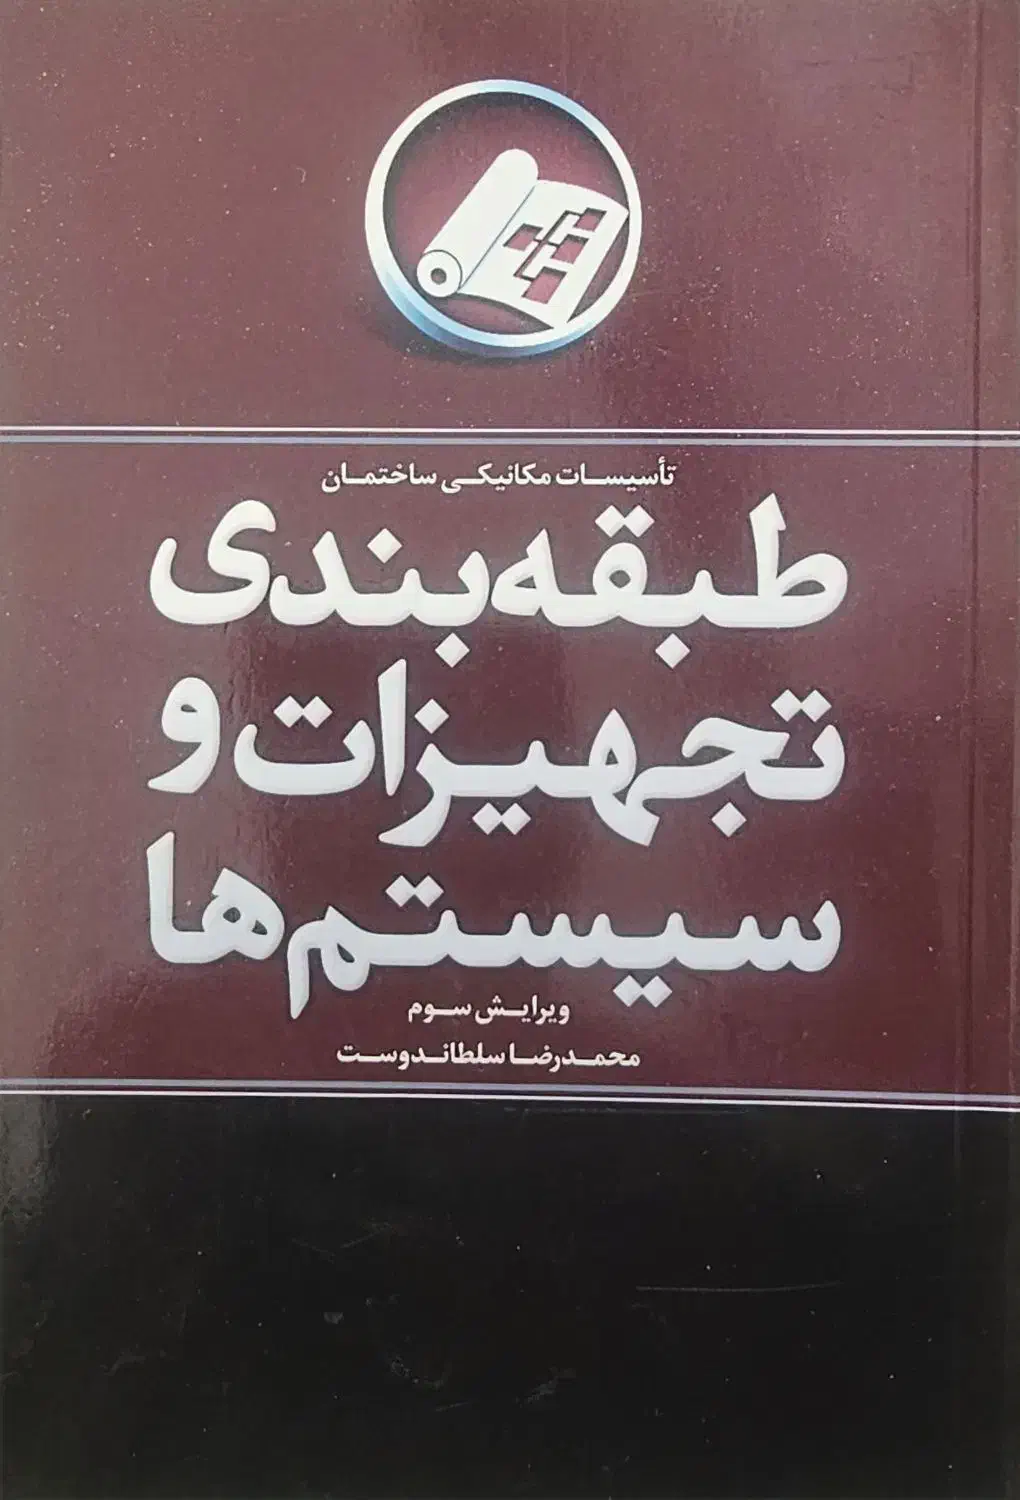 تأسیسات مکانیکی ساختمان
طبقه‌بندی
تجهیزات و
سیستم‌ها
ویرایش سوم
محمدرضا سلطاندوست